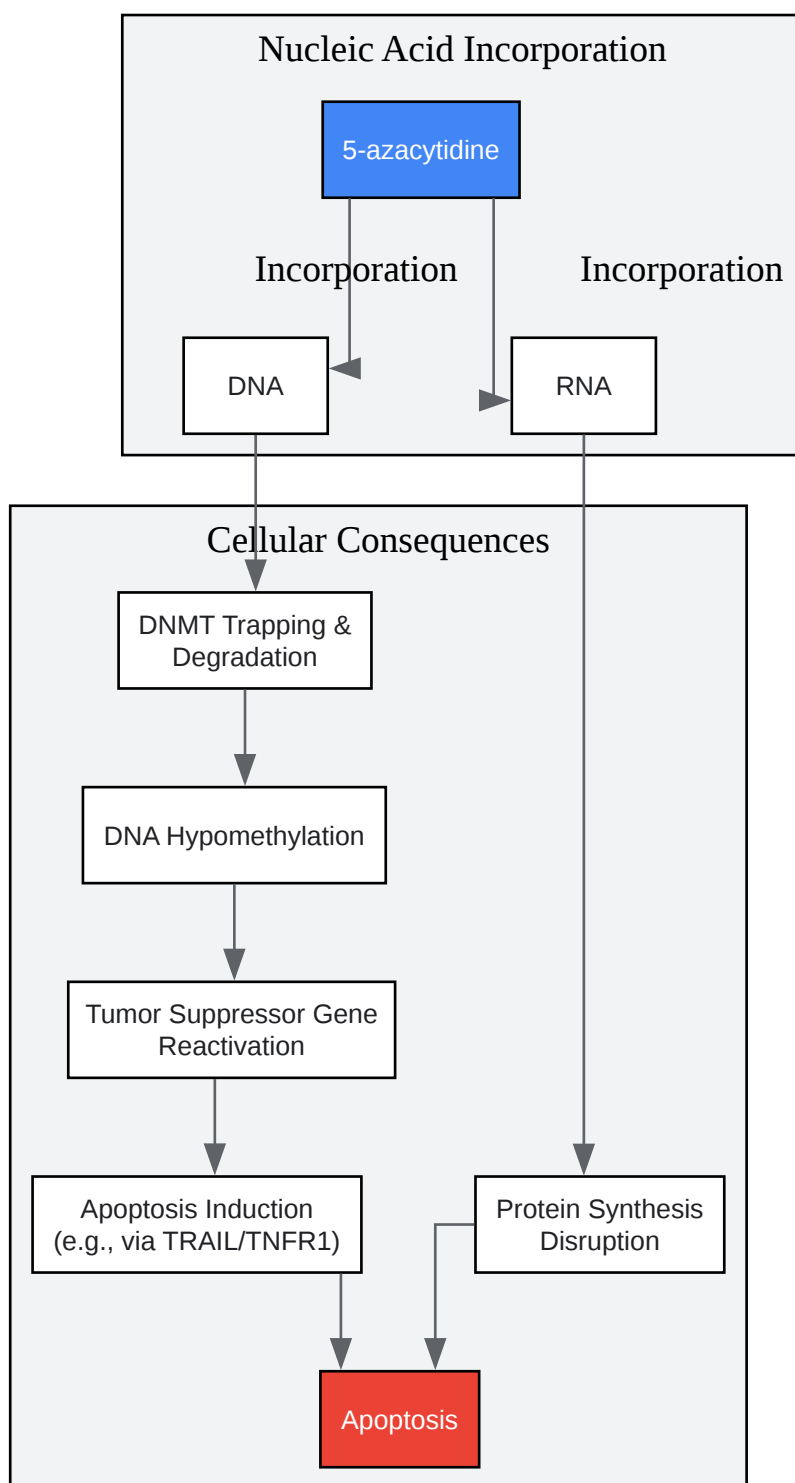 Nucleic Acid Incorporation
5-azacytidine
Incorporation
Incorporation
DNA
RNA
Cellular Consequences
DNMT Trapping &
Degradation
DNA Hypomethylation
Tumor Suppressor Gene
Reactivation
Apoptosis Induction
(e.g., via TRAIL/TNFR1)
Protein Synthesis
Disruption
Apoptosis